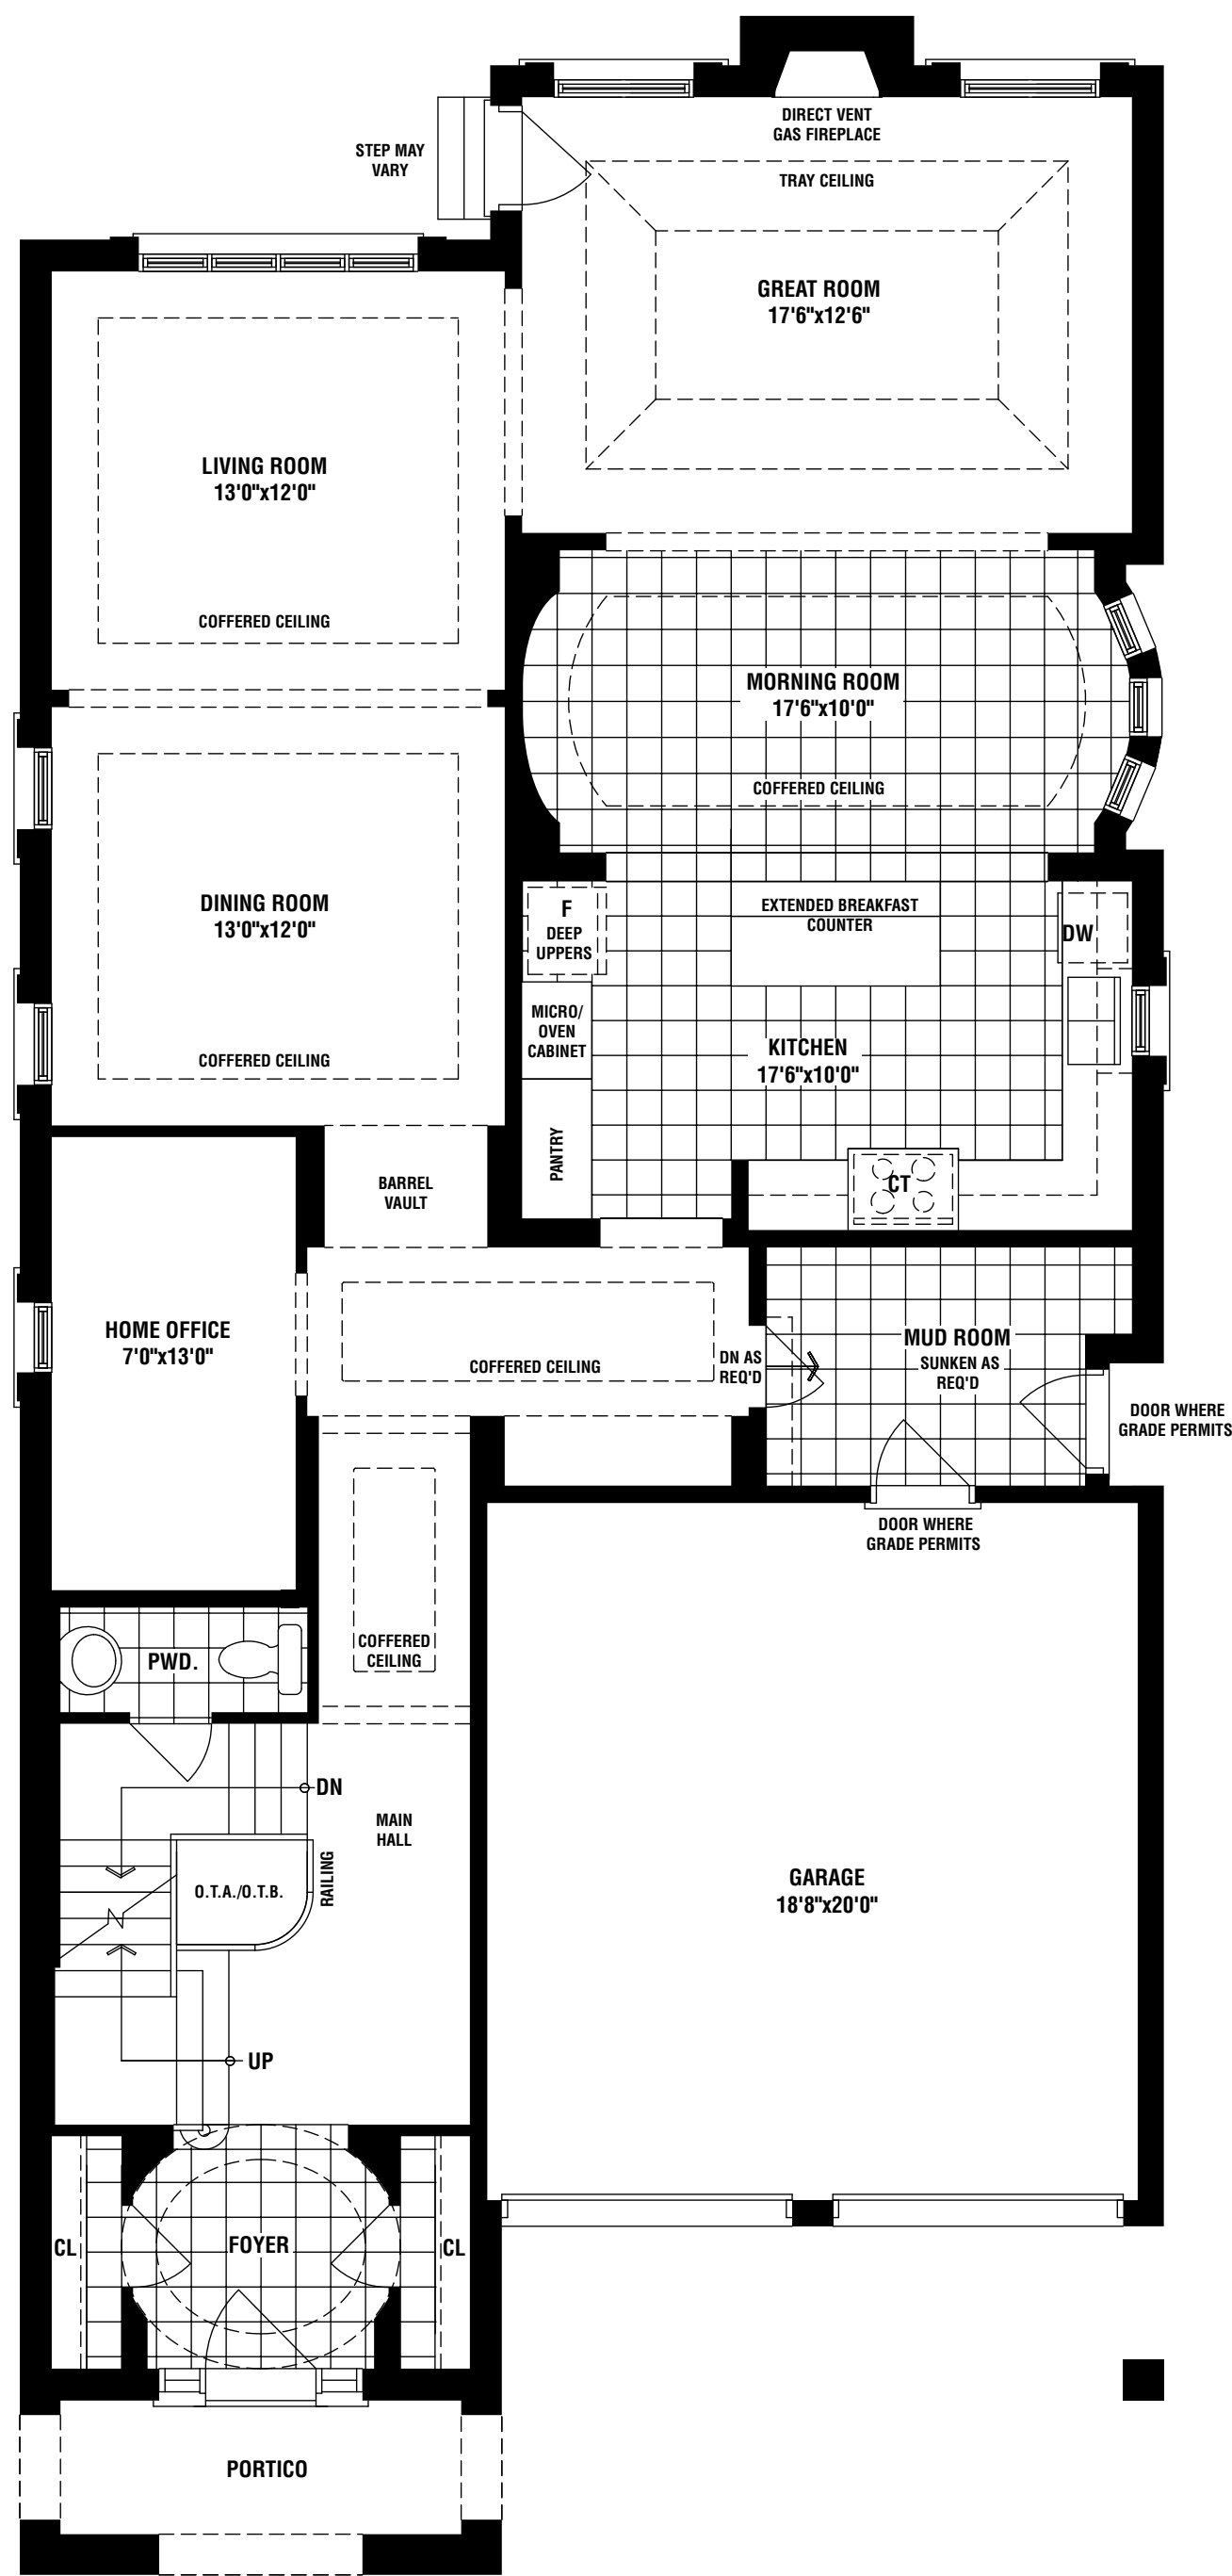 DIRECT VENT
GAS FIREPLACE
STEP MAY
VARY
TRAY CEILING
GREAT ROOM
17'6"x12'6"
LIVING ROOM
13'0"x12'0"
COFFERED CEILING
MORNING ROOM
17'6"x10'0"
COFFERED CEILING
DINING ROOM
13'0"x12'0"
COFFERED CEILING
F
DEEP
UPPERS
EXTENDED BREAKFAST
COUNTER
DW
MICRO/
OVEN
CABINET
KITCHEN
17'6"x10'0"
PANTRY
CT
BARREL
VAULT
HOME OFFICE
7'0"x13'0"
COFFERED CEILING
DN AS
REQ'D
MUD ROOM
SUNKEN AS
REQ'D
DOOR WHERE
GRADE PERMITS
DOOR WHERE
GRADE PERMITS
COFFERED
CEILING
PWD.
DN
MAIN
HALL
RAILING
O.T.A./O.T.B.
GARAGE
18'8"x20'0"
UP
CL
FOYER
CL
PORTICO